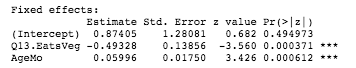 Fixed effects:
Estimate Std. Error z value Pr(>|z|)
(Intercept) 0.87405 1.28081 0.682 0.494973
Q13.EatsVeg -0.49328 0.13856 -3.560 0.000371 ***
AgeMo 0.05996 0.01750 3.426 0.000612 ***